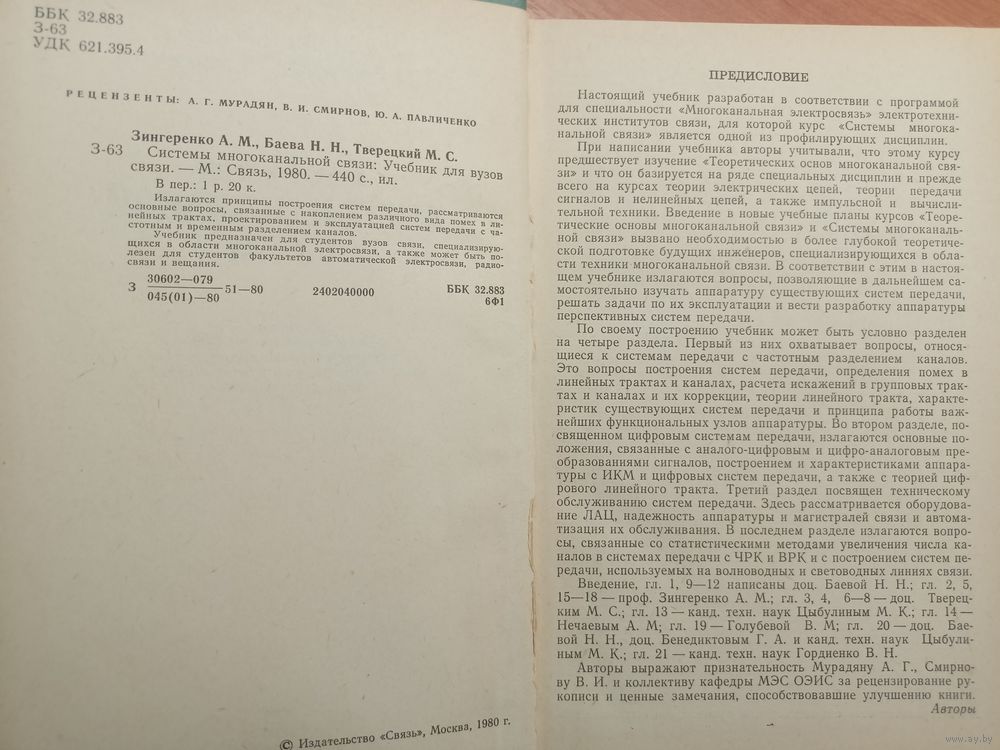 ББК 32.883
З-63
УДК 621.395.4
РЕЦЕНЗЕНТЫ: А. Г. МУРАДЯН, В. И. СМИРНОВ, Ю. А. ПАВЛИЧЕНКО
Зингеренко А. М., Баева Н. Н., Тверецкий М. С.
З-63 Системы многоканальной связи: Учебник для вузов
связи. — М.: Связь, 1980. — 440 с., ил.
В пер.: 1 р. 20 к.
Излагаются принципы построения систем передачи, рассматриваются
основные вопросы, связанные с накоплением различного вида помех в ли-
нейных трактах, проектированием и эксплуатацией систем передачи с ча-
стотным и временным разделением каналов.
Учебник предназначен для студентов вузов связи, специализирую-
щихся в области многоканальной электросвязи, а также может быть по-
лезен для студентов факультетов автоматической электросвязи, радио-
связи и вещания.
30602—079
З 51—80 2402040000 ББК 32.883
045(01)—80 6Ф1
© Издательство «Связь», Москва, 1980 г.
ПРЕДИСЛОВИЕ
Настоящий учебник разработан в соответствии с программой
для специальности «Многоканальная электросвязь» электротехни-
ческих институтов связи, для которой курс «Системы многока-
нальной связи» является одной из профилирующих дисциплин.
При написании учебника авторы учитывали, что этому курсу
предшествует изучение «Теоретических основ многоканальной свя-
зи» и что он базируется на ряде специальных дисциплин и прежде
всего на курсах теории электрических цепей, теории передачи
сигналов и нелинейных цепей, а также импульсной и вычисли-
тельной техники. Введение в новые учебные планы курсов «Теоре-
тические основы многоканальной связи» и «Системы многоканаль-
ной связи» вызвано необходимостью в более глубокой теоретиче-
ской подготовке будущих инженеров, специализирующихся в обла-
сти техники многоканальной связи. В соответствии с этим в настоя-
щем учебнике излагаются вопросы, позволяющие в дальнейшем са-
мостоятельно изучать аппаратуру существующих систем передачи,
решать задачи по их эксплуатации и вести разработку аппаратуры
перспективных систем передачи.
По своему построению учебник может быть условно разделен
на четыре раздела. Первый из них охватывает вопросы, относя-
щиеся к системам передачи с частотным разделением каналов.
Это вопросы построения систем передачи, определения помех в
линейных трактах и каналах, расчета искажений в групповых трак-
тах и каналах и их коррекции, теории линейного тракта, характе-
ристик существующих систем передачи и принципа работы важ-
нейших функциональных узлов аппаратуры. Во втором разделе, по-
священном цифровым системам передачи, излагаются основные по-
ложения, связанные с аналого-цифровым и цифро-аналоговым пре-
образованиями сигналов, построением и характеристиками аппара-
туры с ИКМ и цифровых систем передачи, а также с теорией циф-
рового линейного тракта. Третий раздел посвящен техническому
обслуживанию систем передачи. Здесь рассматривается оборудова-
ние ЛАЦ, надежность аппаратуры и магистралей связи и автома-
тизация их обслуживания. В последнем разделе излагаются вопро-
сы, связанные со статистическими методами увеличения числа ка-
налов в системах передачи с ЧРК и ВРК и с построением систем пе-
редачи, используемых на волноводных и световодных линиях связи.
Введение, гл. 1, 9—12 написаны доц. Баевой Н. Н.; гл. 2, 5,
15—18 — проф. Зингеренко А. М.; гл. 3, 4, 6—8 — доц. Тверец-
ким М. С.; гл. 13 — канд. техн. наук Цыбулиным М. К.; гл. 14 —
Нечаевым А. М; гл. 19 — Голубевой В. М; гл. 20 — доц. Бае-
вой Н. Н., доц. Бенедиктовым Г. А. и канд. техн. наук Цыбули-
ным М. К.; гл. 21 — канд. техн. наук Гордиенко В. Н.
Авторы выражают признательность Мурадяну А. Г., Смирно-
ву В. И. и коллективу кафедры МЭС ОЭИС за рецензирование ру-
кописи и ценные замечания, способствовавшие улучшению книги.
Авторы
www.ay.by